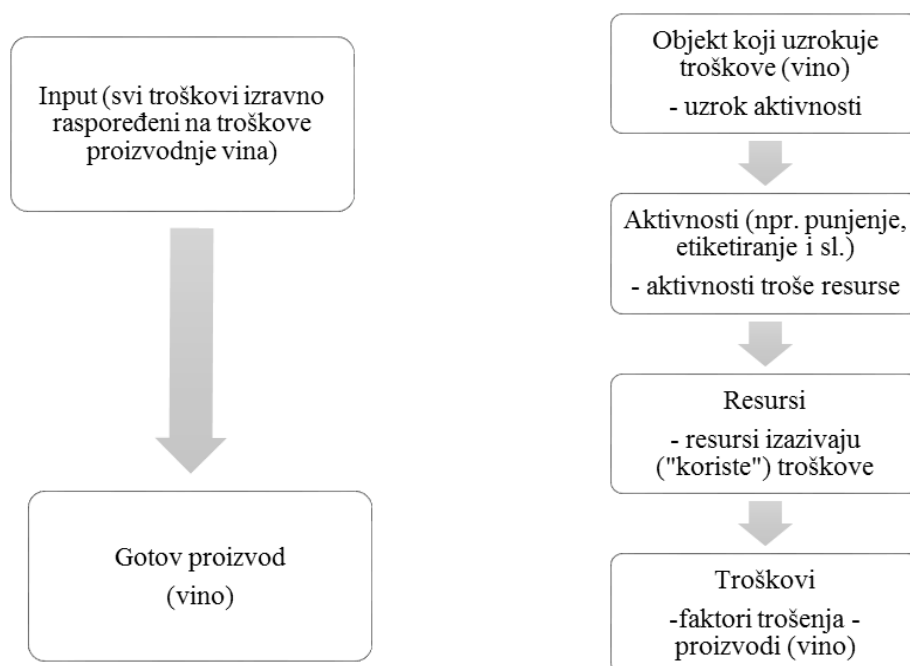 Input (svi troškovi izravno
raspoređeni na troškove
proizvodnje vina)
Gotov proizvod
(vino)
Objekt koji uzrokuje
troškove (vino)
- uzrok aktivnosti
Aktivnosti (npr. punjenje,
etiketiranje i sl.)
- aktivnosti troše resurse
Resursi
- resursi izazivaju
("koriste") troškove
Troškovi
-faktori trošenja -
proizvodi (vino)